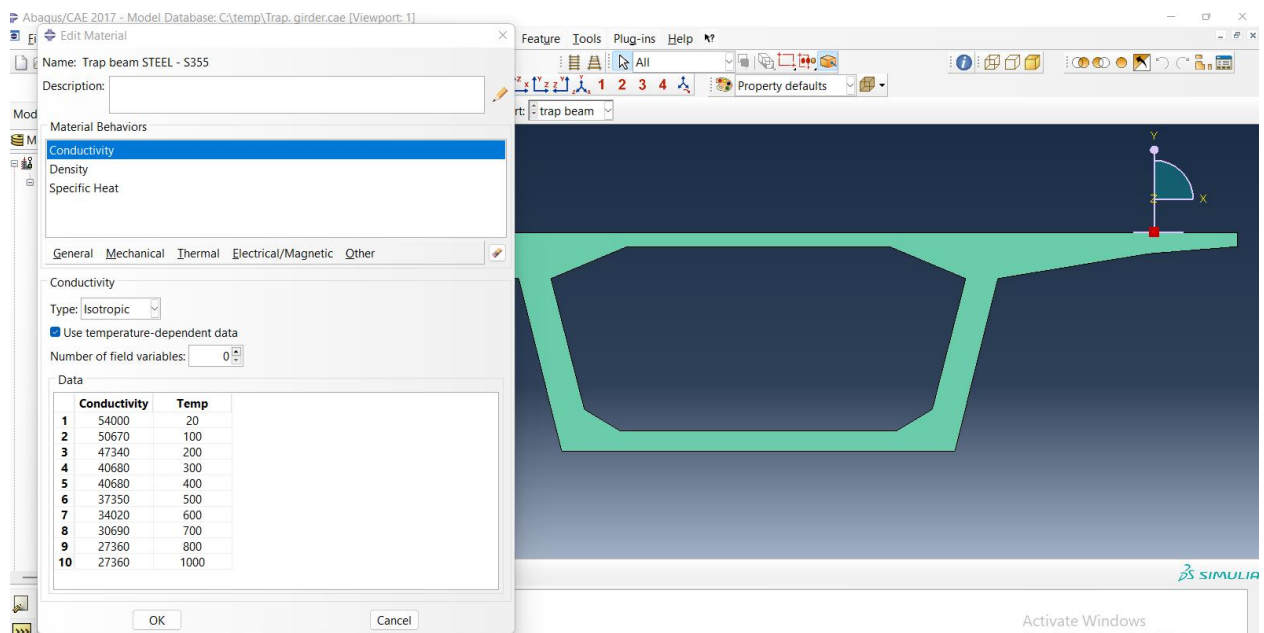 Abaqus/CAE 2017 - Model Database: C:\temp\Trap. girder.cae [Viewport: 1]
Edit Material
Feature Tools Plug-ins Help
Name: Trap beam STEEL - S355
All
Description:
1 2 3 4 Property defaults
trap beam
Material Behaviors
Conductivity
Density
Specific Heat
Y
Z X
General Mechanical Thermal Electrical/Magnetic Other
Conductivity
Type: Isotropic
Use temperature-dependent data
Number of field variables: 0
Data
Conductivity Temp
1 54000 20
2 50670 100
3 47340 200
4 40680 300
5 40680 400
6 37350 500
7 34020 600
8 30690 700
9 27360 800
10 27360 1000
SIMULIA
OK Cancel
Activate Windows